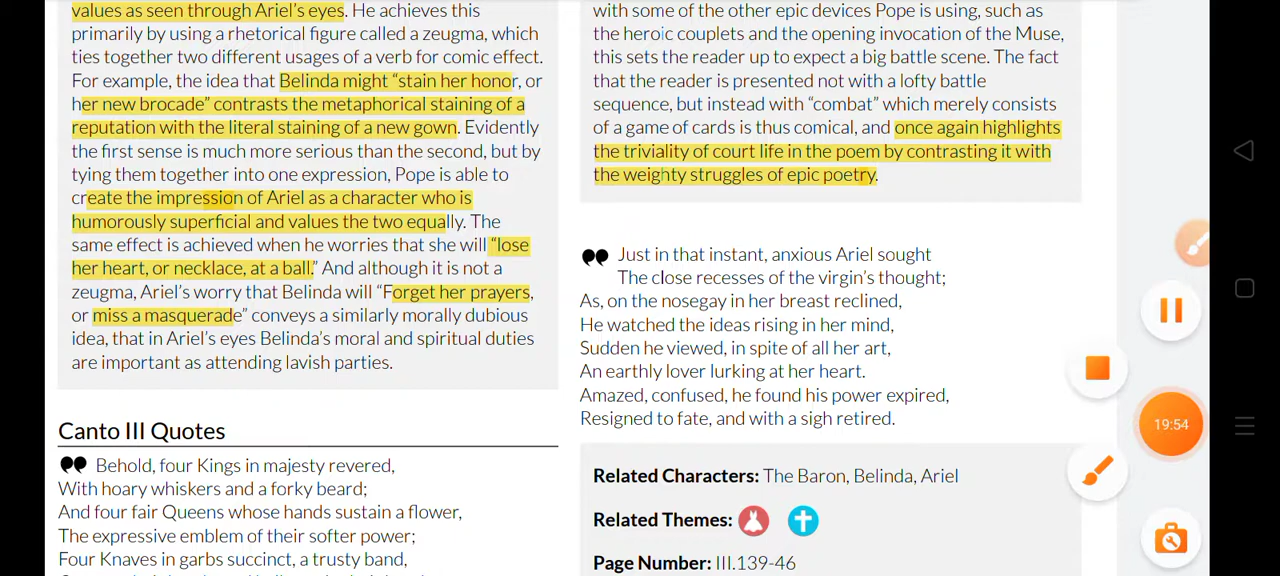 values as seen through Ariel's eyes. He achieves this
primarily by using a rhetorical figure called a zeugma, which
ties together two different usages of a verb for comic effect.
For example, the idea that Belinda might “stain her honor, or
her new brocade” contrasts the metaphorical staining of a
reputation with the literal staining of a new gown. Evidently
the first sense is much more serious than the second, but by
tying them together into one expression, Pope is able to
create the impression of Ariel as a character who is
humorously superficial and values the two equally. The
same effect is achieved when he worries that she will “lose
her heart, or necklace, at a ball.” And although it is not a
zeugma, Ariel's worry that Belinda will “Forget her prayers,
or miss a masquerade” conveys a similarly morally dubious
idea, that in Ariel's eyes Belinda's moral and spiritual duties
are important as attending lavish parties.
Canto III Quotes
Behold, four Kings in majesty revered,
With hoary whiskers and a forky beard;
And four fair Queens whose hands sustain a flower,
The expressive emblem of their softer power;
Four Knaves in garbs succinct, a trusty band,
with some of the other epic devices Pope is using, such as
the heroic couplets and the opening invocation of the Muse,
this sets the reader up to expect a big battle scene. The fact
that the reader is presented not with a lofty battle
sequence, but instead with “combat” which merely consists
of a game of cards is thus comical, and once again highlights
the triviality of court life in the poem by contrasting it with
the weighty struggles of epic poetry.
Just in that instant, anxious Ariel sought
The close recesses of the virgin's thought;
As, on the nosegay in her breast reclined,
He watched the ideas rising in her mind,
Sudden he viewed, in spite of all her art,
An earthly lover lurking at her heart.
Amazed, confused, he found his power expired,
Resigned to fate, and with a sigh retired.
Related Characters: The Baron, Belinda, Ariel
Related Themes:
Page Number: III.139-46
19:54